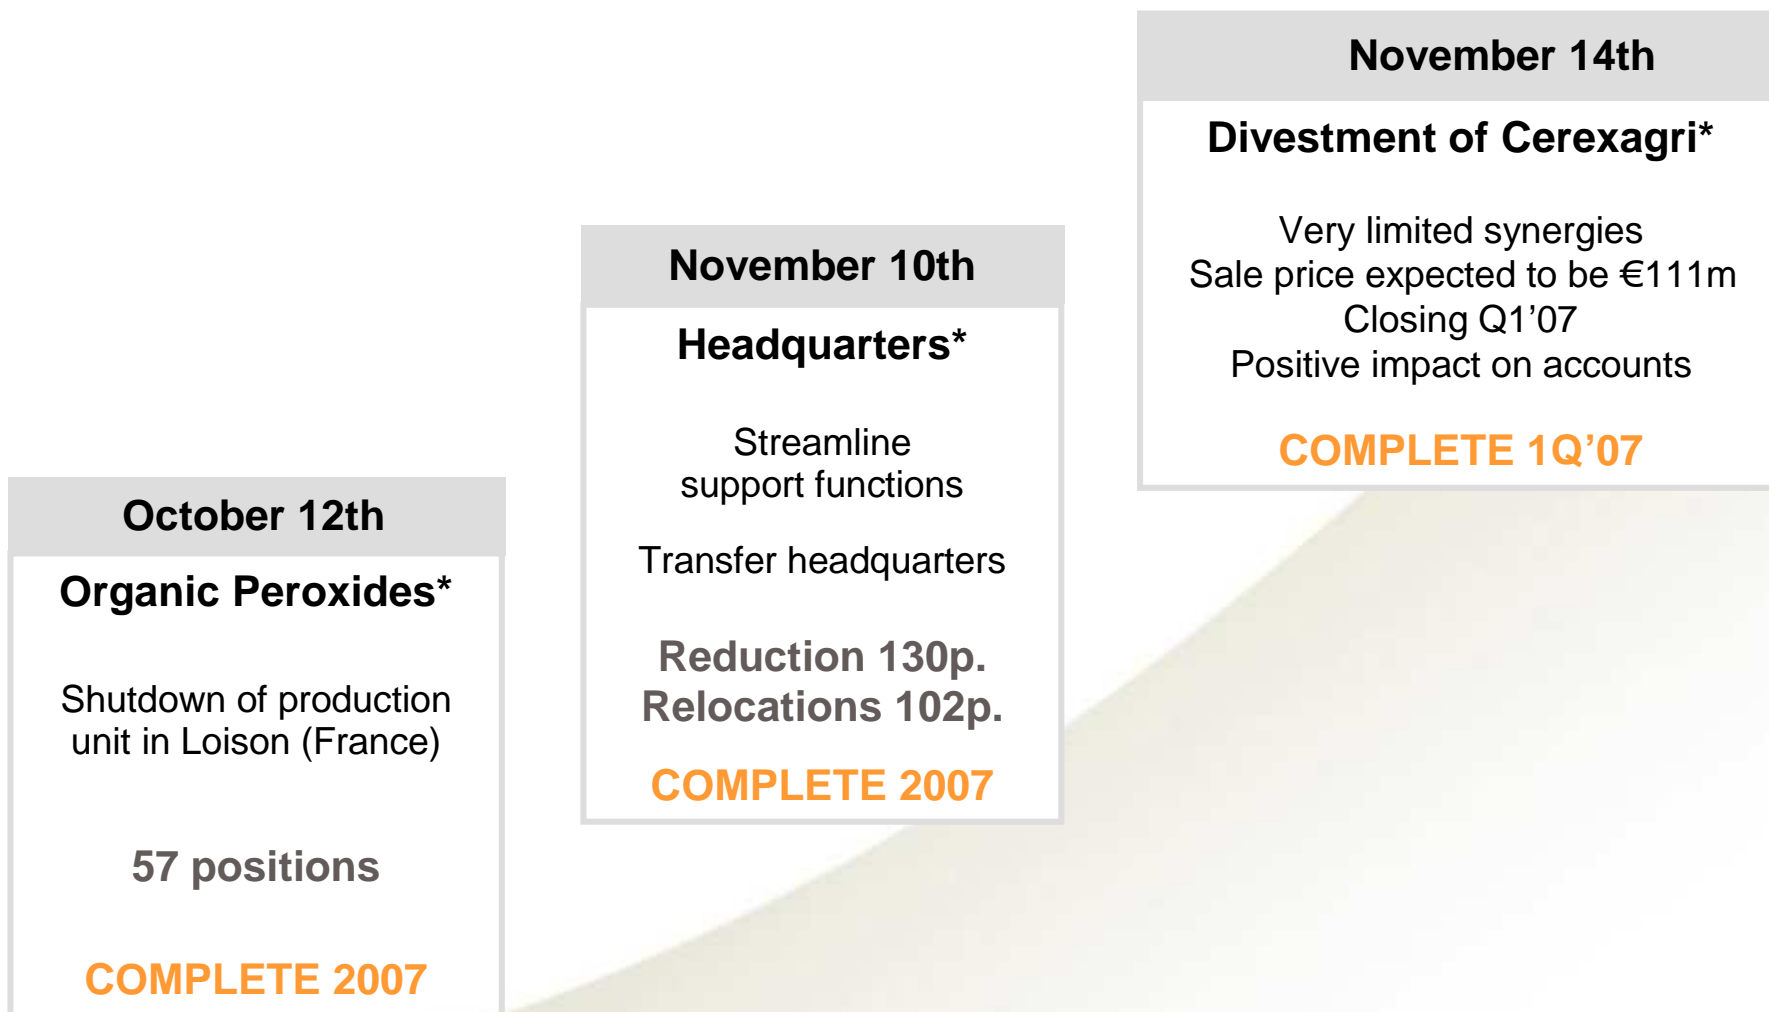 October 12th
Organic Peroxides*
Shutdown of production
unit in Loison (France)
57 positions
COMPLETE 2007
November 10th
Headquarters*
Streamline
support functions
Transfer headquarters
Reduction 130p.
Relocations 102p.
COMPLETE 2007
November 14th
Divestment of Cerexagri*
Very limited synergies
Sale price expected to be €111m
Closing Q1’07
Positive impact on accounts
COMPLETE 1Q’07